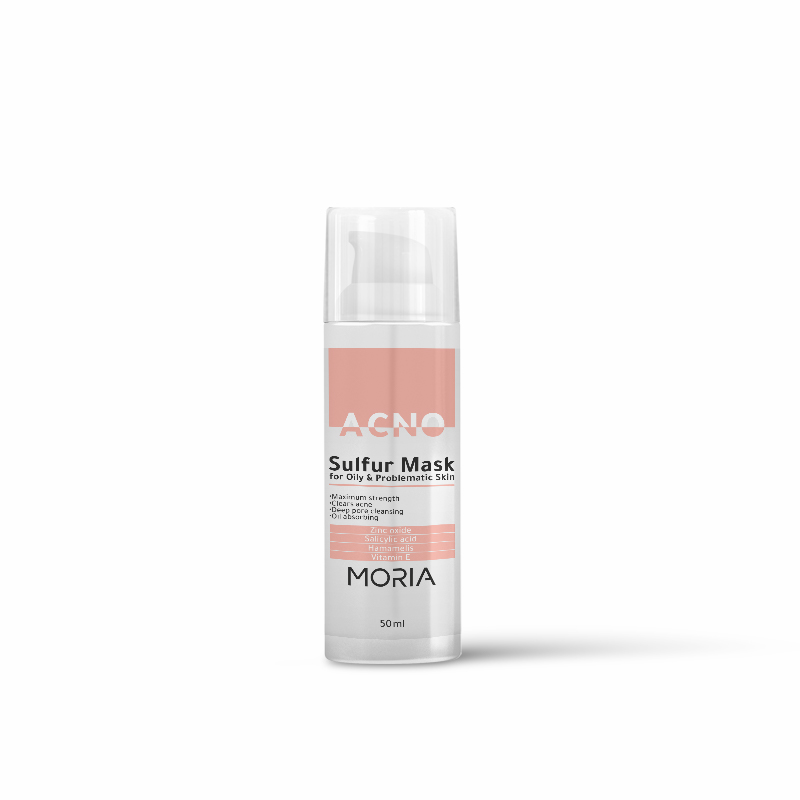 ACNO
Sulfur Mask
for Oily & Problematic Skin
•Maximum strength
•Clears acne
•Deep pore cleansing
•Oil absorbing
Zinc oxide
Salicylic acid
Hamamelis
Vitamin E
MORIA
50ml